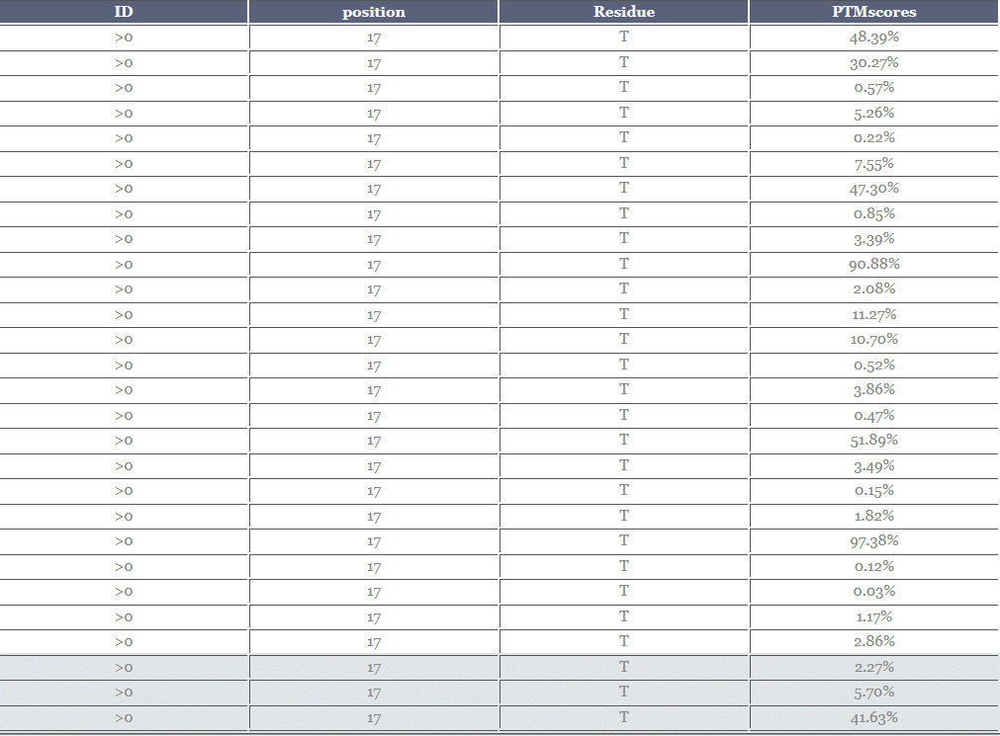 ID position Residue PTMscores
>0 17 T 48.39%
>0 17 T 30.27%
>0 17 T 0.57%
>0 17 T 5.26%
>0 17 T 0.22%
>0 17 T 7.55%
>0 17 T 47.30%
>0 17 T 0.85%
>0 17 T 3.39%
>0 17 T 90.88%
>0 17 T 2.08%
>0 17 T 11.27%
>0 17 T 10.70%
>0 17 T 0.52%
>0 17 T 3.86%
>0 17 T 0.47%
>0 17 T 51.89%
>0 17 T 3.49%
>0 17 T 0.15%
>0 17 T 1.82%
>0 17 T 97.38%
>0 17 T 0.12%
>0 17 T 0.03%
>0 17 T 1.17%
>0 17 T 2.86%
>0 17 T 2.27%
>0 17 T 5.70%
>0 17 T 41.63%